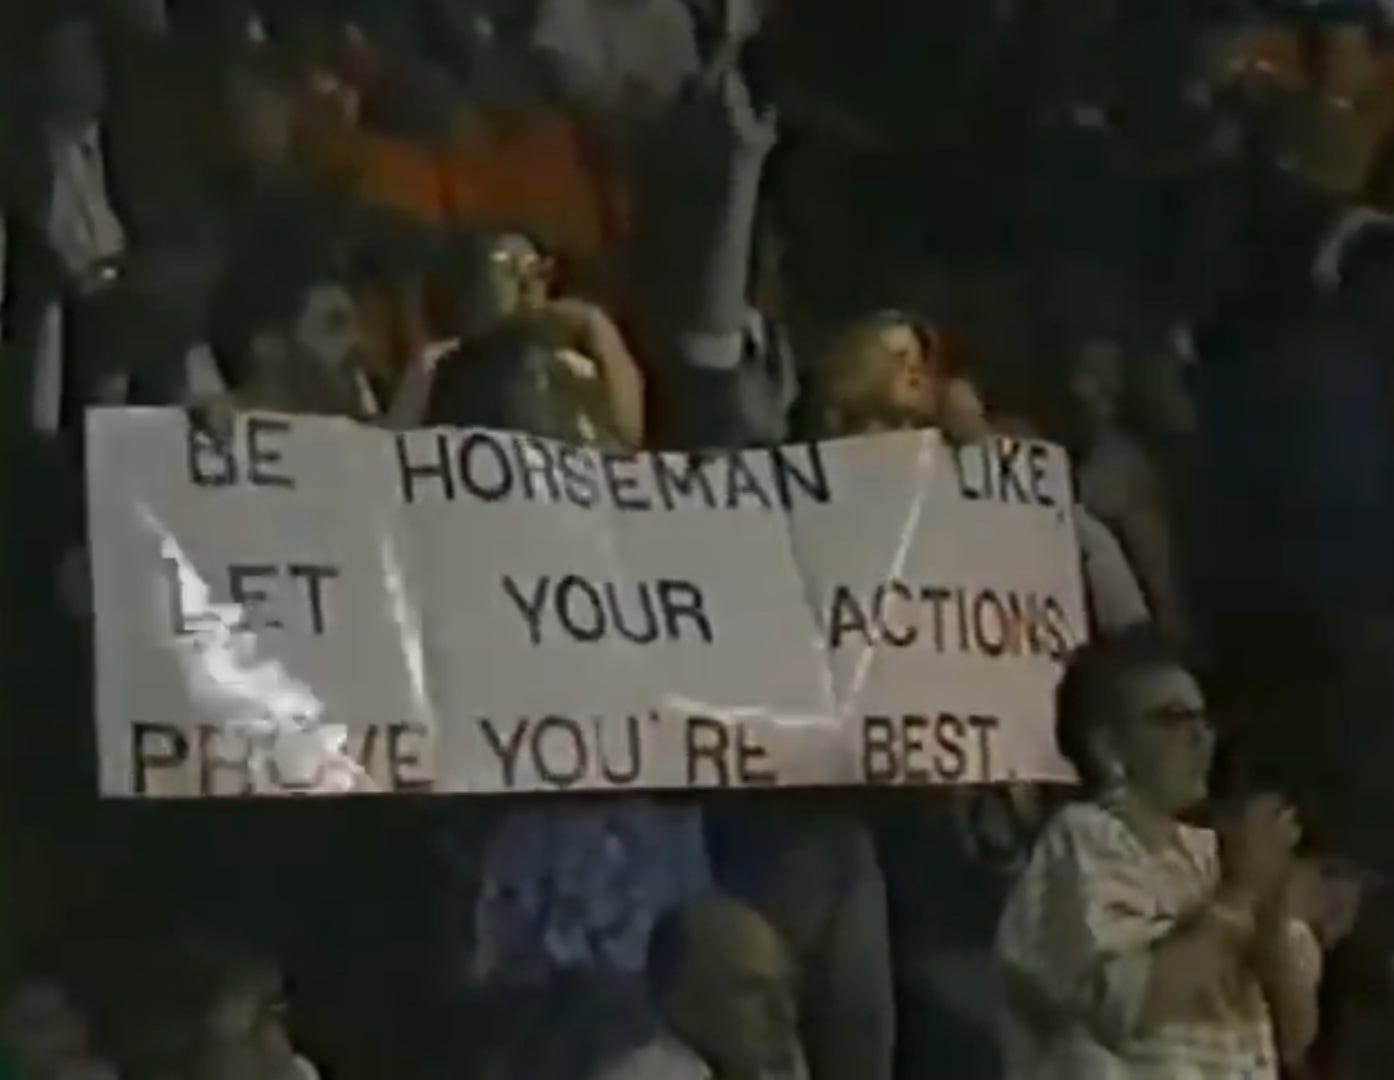 BE HORSEMAN LIKE,
LET YOUR ACTIONS
PROVE YOU'RE BEST.